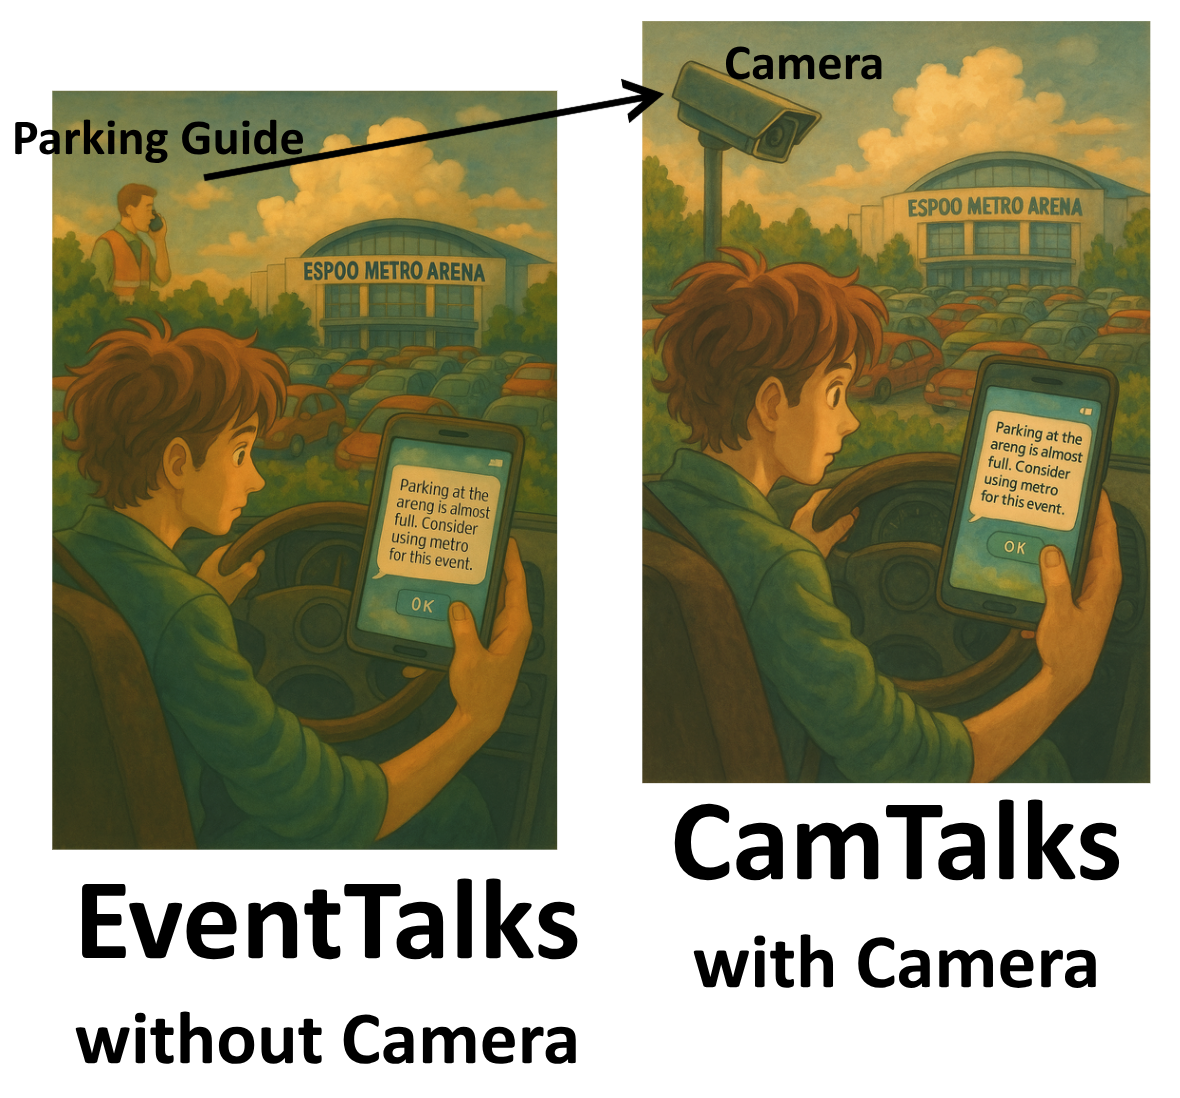 Parking Guide
ESPOO METRO ARENA
Parking at the
areng is almost
full. Consider
using metro
for this event.
OK
EventTalks
without Camera
Camera
ESPOO METRO ARENA
Parking at the
areng is almost
full. Consider
using metro
for this event.
OK
CamTalks
with Camera